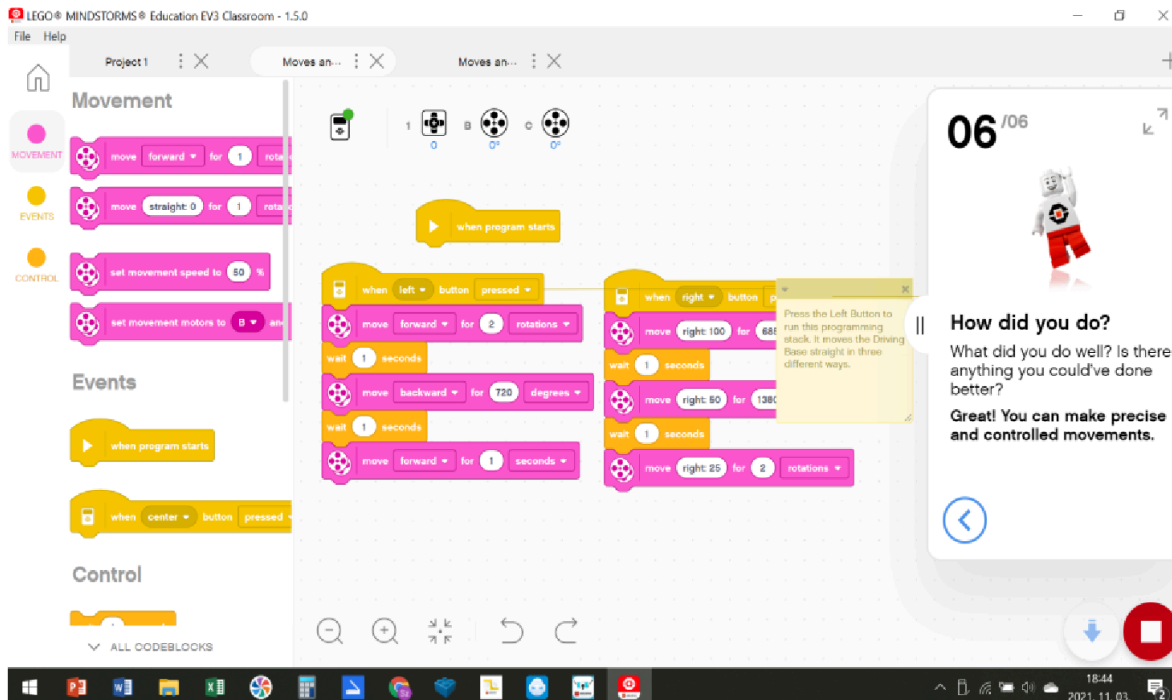 LEGO® MINDSTORMS® Education EV3 Classroom - 1.5.0
File Help
Project 1
Moves an···
Moves an···
MOVEMENT
EVENTS
CONTROL
Movement
move forward for 1
move straight: 0 for 1
set movement speed to 50 %
set movement motors to B
Events
when program starts
when center button pressed
Control
ALL CODEBLOCKS
1 B C
0 0° 0°
when program starts
when left button pressed
move forward for 2 rotations
wait 1 seconds
move backward for 720 degrees
wait 1 seconds
move forward for 1 seconds
when right button
move right: 100 for
wait 1 seconds
move right: 50 for
wait 1 seconds
move right: 25 for 2 rotations
Press the Left Button to
run this programming
stack. It moves the Driving
Base straight in three
different ways.
06 /06
How did you do?
What did you do well? Is there
anything you could've done
better?
Great! You can make precise
and controlled movements.
18:44
2021. 11. 03.